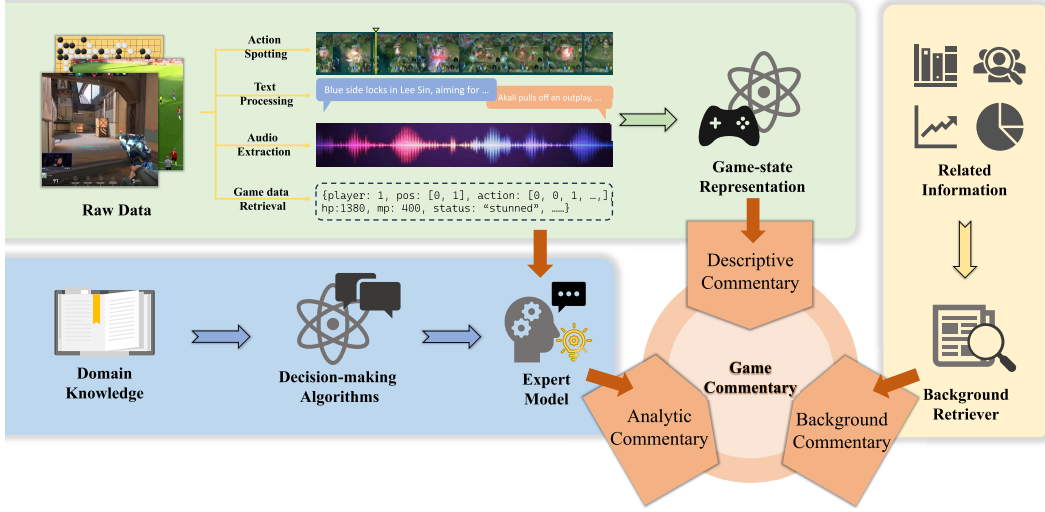 Action
Spotting
Text
Processing
Audio
Extraction
Game data
Retrieval
Raw Data
Blue side locks in Lee Sin, aiming for ...
Akali pulls off an outplay, ...
{player: 1, pos: [0, 1], action: [0, 0, 1, …,]
hp:1380, mp: 400, status: “stunned”, ……}
Game-state
Representation
Related
Information
Descriptive
Commentary
Domain
Knowledge
Decision-making
Algorithms
Expert
Model
Game
Commentary
Analytic
Commentary
Background
Commentary
Background
Retriever